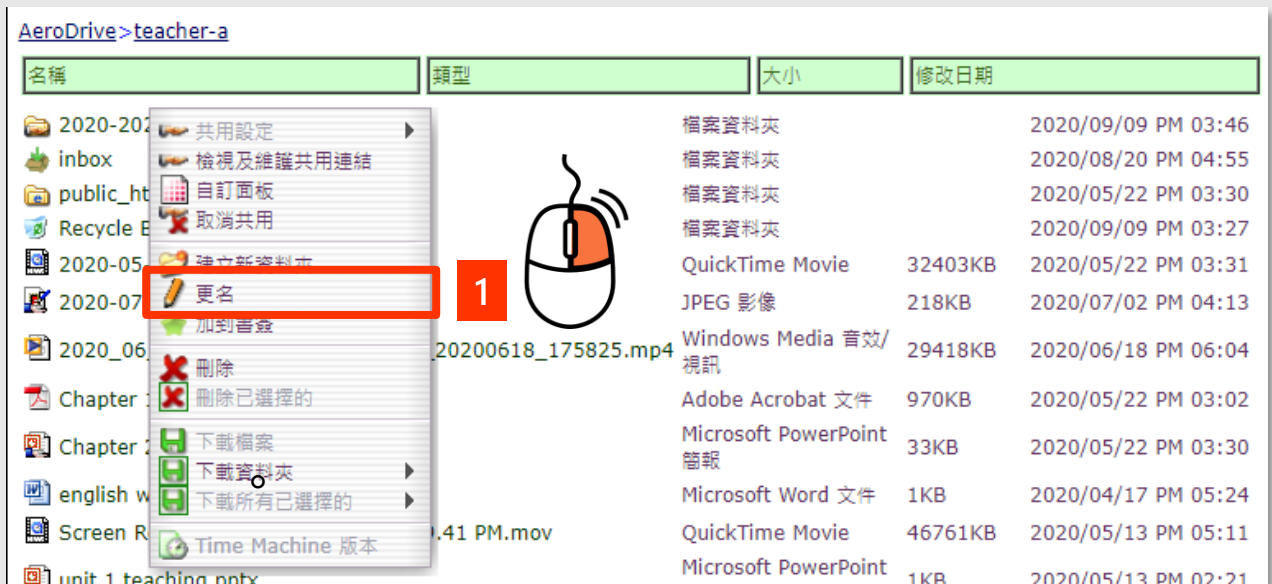 AeroDrive>teacher-a
名稱 類型 大小 修改日期
2020-202 檔案資料夾 2020/09/09 PM 03:46
inbox 檔案資料夾 2020/08/20 PM 04:55
public_ht 檔案資料夾 2020/05/22 PM 03:30
Recycle B 檔案資料夾 2020/09/09 PM 03:27
2020-05 QuickTime Movie 32403KB 2020/05/22 PM 03:31
2020-07 JPEG 影像 218KB 2020/07/02 PM 04:13
2020_06_ _20200618_175825.mp4 Windows Media 音效/ 29418KB 2020/06/18 PM 06:04
視訊
Chapter 1 Adobe Acrobat 文件 970KB 2020/05/22 PM 03:02
Chapter 2 Microsoft PowerPoint 33KB 2020/05/22 PM 03:30
簡報
english w Microsoft Word 文件 1KB 2020/04/17 PM 05:24
Screen R .41 PM.mov QuickTime Movie 46761KB 2020/05/13 PM 05:11
unit 1 teaching pptx Microsoft PowerPoint 1KB 2020/05/13 PM 02:21
共用設定
檢視及維護共用連結
自訂面板
取消共用
建立新資料夾
更名
加到書簽
刪除
刪除已選擇的
下載檔案
下載資料夾
下載所有已選擇的
Time Machine 版本
1